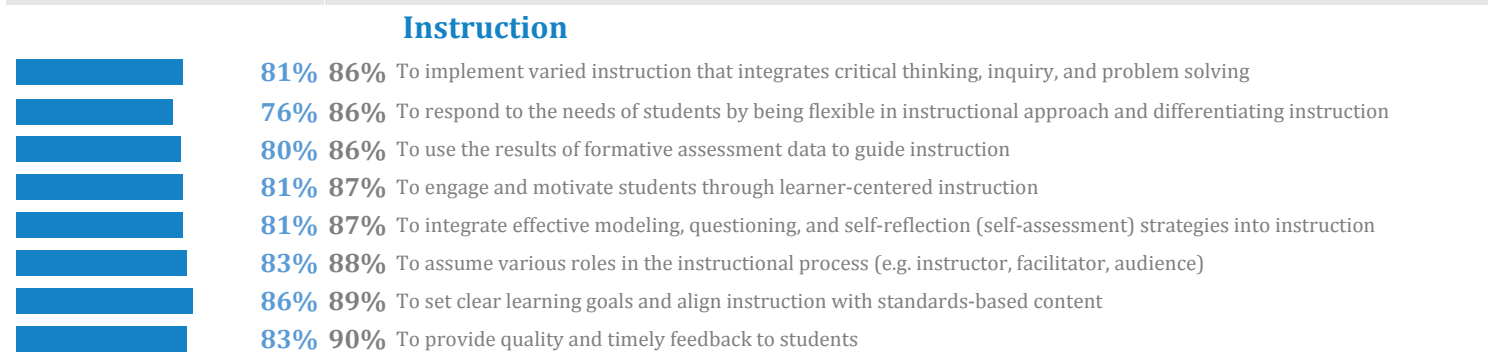 Instruction
81% 86% To implement varied instruction that integrates critical thinking, inquiry, and problem solving
76% 86% To respond to the needs of students by being flexible in instructional approach and differentiating instruction
80% 86% To use the results of formative assessment data to guide instruction
81% 87% To engage and motivate students through learner-centered instruction
81% 87% To integrate effective modeling, questioning, and self-reflection (self-assessment) strategies into instruction
83% 88% To assume various roles in the instructional process (e.g. instructor, facilitator, audience)
86% 89% To set clear learning goals and align instruction with standards-based content
83% 90% To provide quality and timely feedback to students